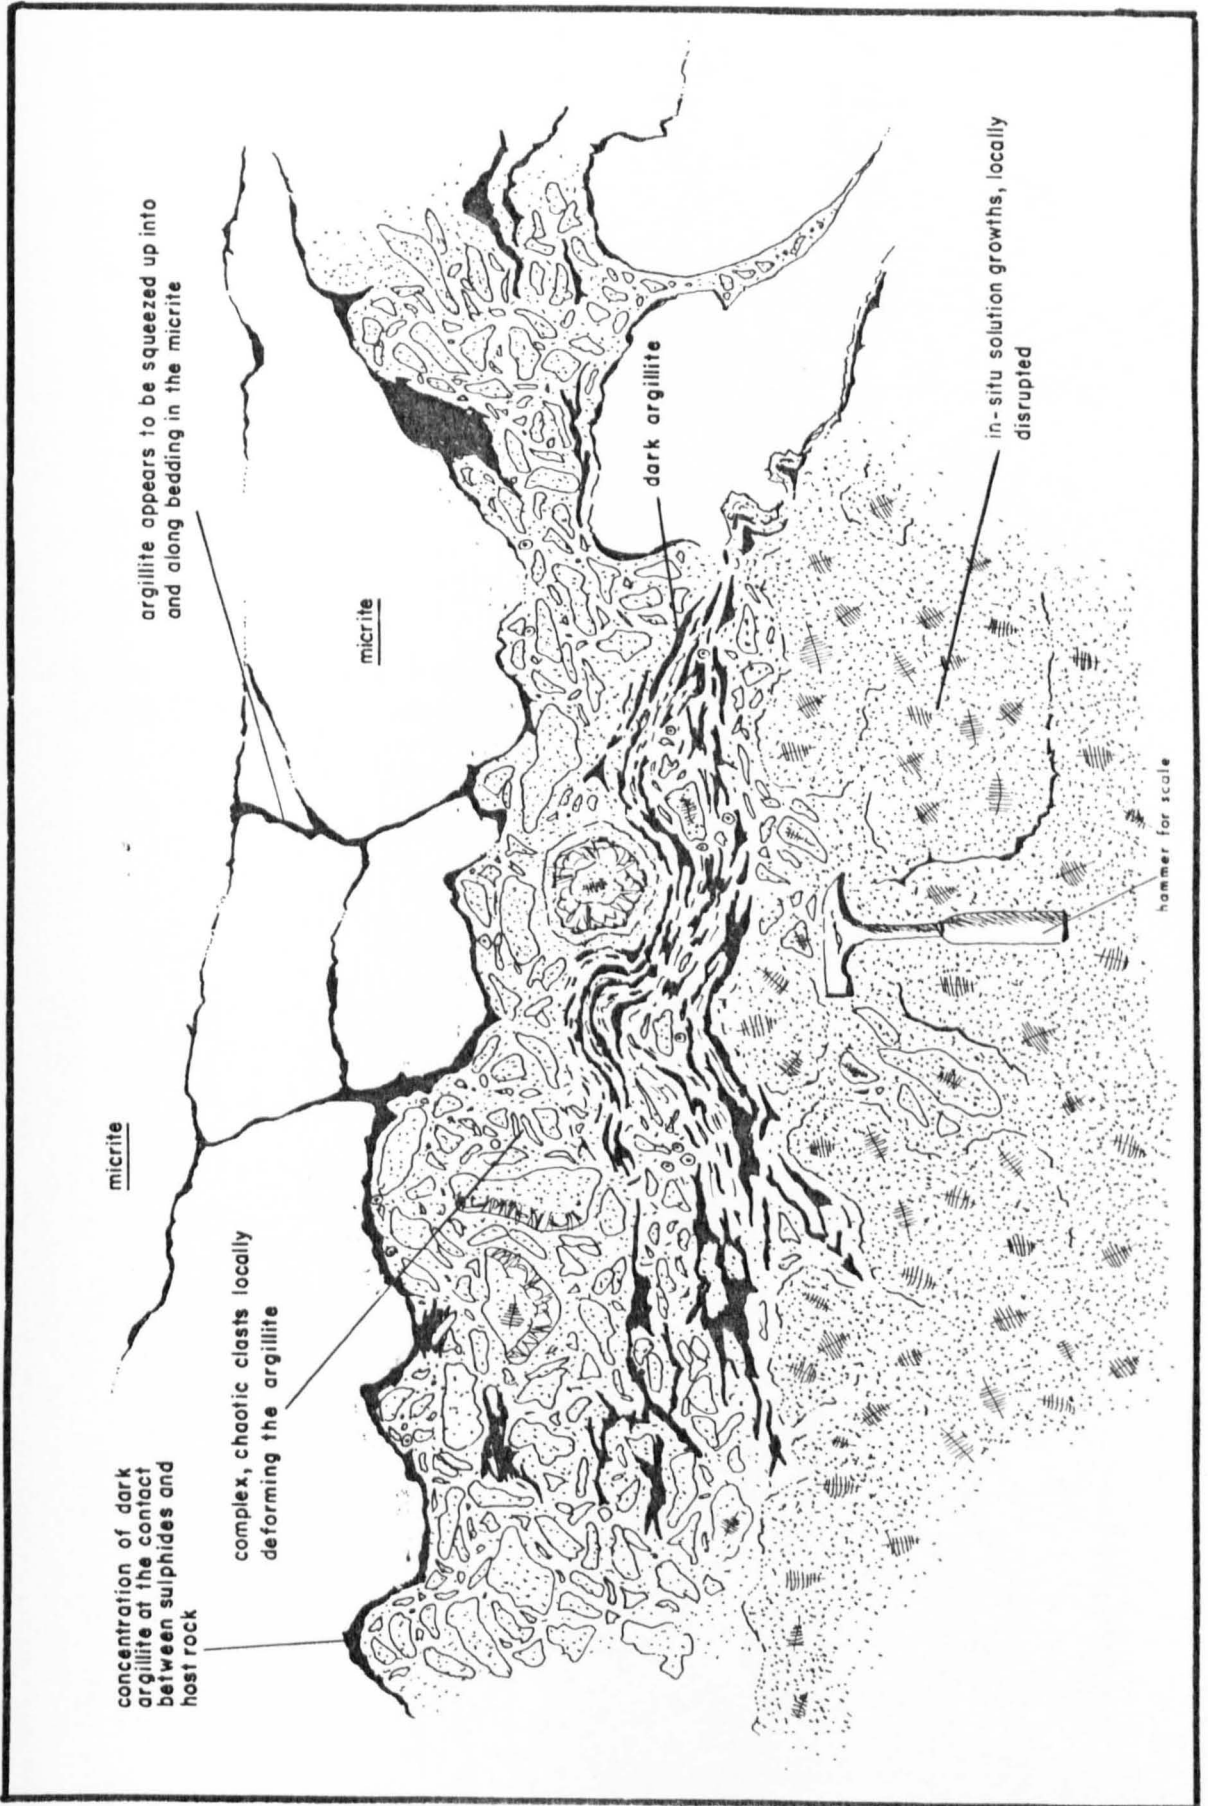 concentration of dark
argillite at the contact
between sulphides and
host rock
complex, chaotic clasts locally
deforming the argillite
micrite
argillite appears to be squeezed up into
and along bedding in the micrite
micrite
dark argillite
in-situ solution growths, locally
disrupted
hammer for scale